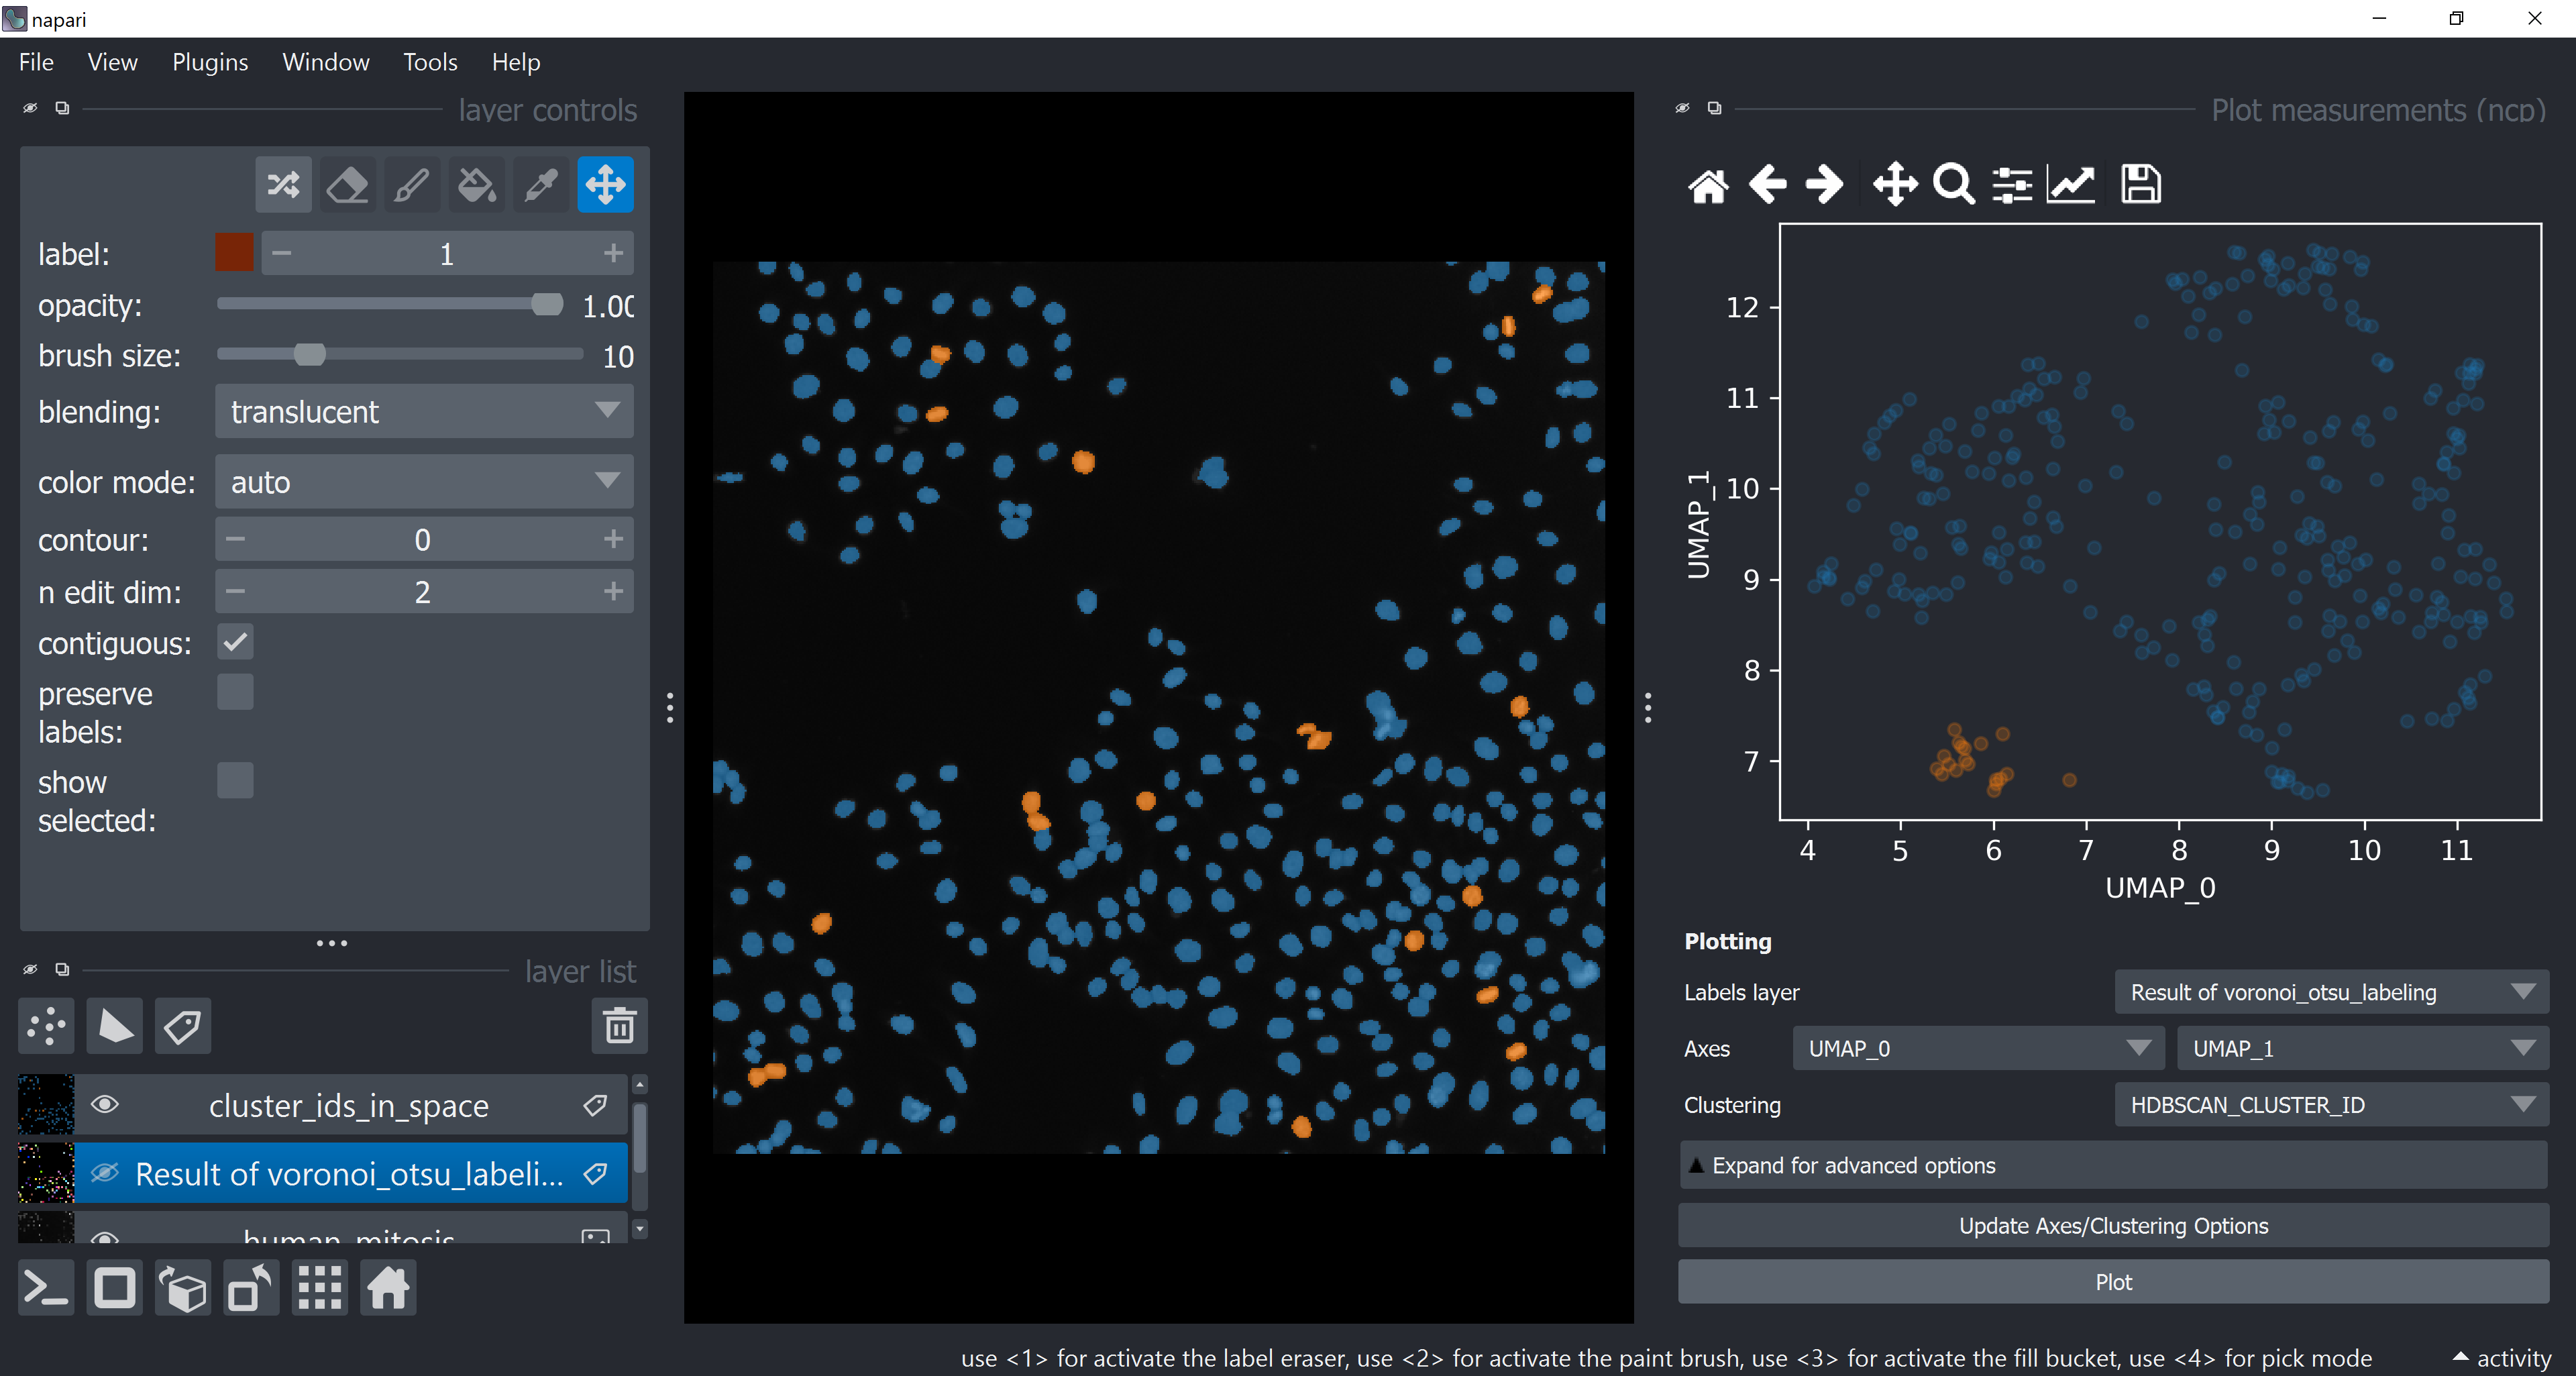 napari
File View Plugins Window Tools Help
layer controls
label: 1
opacity: 1.00
brush size: 10
blending: translucent
color mode: auto
contour: 0
n edit dim: 2
contiguous:
preserve
labels:
show
selected:
layer list
cluster_ids_in_space
Result of voronoi_otsu_labeli...
human_mitosis
Plot measurements (ncp)
12
11
10
9
8
7
UMAP_1
4 5 6 7 8 9 10 11
UMAP_0
Plotting
Labels layer Result of voronoi_otsu_labeling
Axes UMAP_0 UMAP_1
Clustering HDBSCAN_CLUSTER_ID
Expand for advanced options
Update Axes/Clustering Options
Plot
use <1> for activate the label eraser, use <2> for activate the paint brush, use <3> for activate the fill bucket, use <4> for pick mode
activity